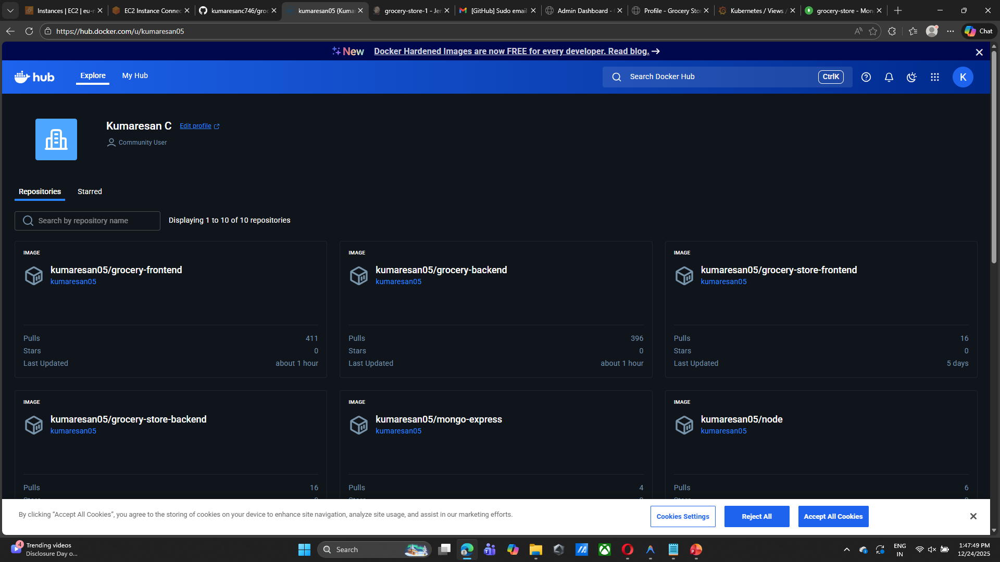 Instances | EC2 | eu-n
EC2 Instance Connec
kumaresanc746/groc
kumaresan05 (Kuma
grocery-store-1 - Jen
[GitHub] Sudo email
Admin Dashboard -
Profile - Grocery Sto
Kubernetes / Views /
grocery-store - Mon
https://hub.docker.com/u/kumaresan05
Chat
New Docker Hardened Images are now FREE for every developer. Read blog.
hub
Explore
My Hub
Search Docker Hub
CtrlK
K
Kumaresan C
Edit profile
Community User
Repositories
Starred
Search by repository name
Displaying 1 to 10 of 10 repositories
IMAGE
kumaresan05/grocery-frontend
kumaresan05
Pulls 411
Stars 0
Last Updated about 1 hour
IMAGE
kumaresan05/grocery-backend
kumaresan05
Pulls 396
Stars 0
Last Updated about 1 hour
IMAGE
kumaresan05/grocery-store-frontend
kumaresan05
Pulls 16
Stars 0
Last Updated 5 days
IMAGE
kumaresan05/grocery-store-backend
kumaresan05
Pulls 16
IMAGE
kumaresan05/mongo-express
kumaresan05
Pulls 4
IMAGE
kumaresan05/node
kumaresan05
Pulls 6
By clicking “Accept All Cookies”, you agree to the storing of cookies on your device to enhance site navigation, analyze site usage, and assist in our marketing efforts.
Cookies Settings
Reject All
Accept All Cookies
4
Trending videos
Disclosure Day o...
Search
ENG
IN
1:47:49 PM
12/24/2025